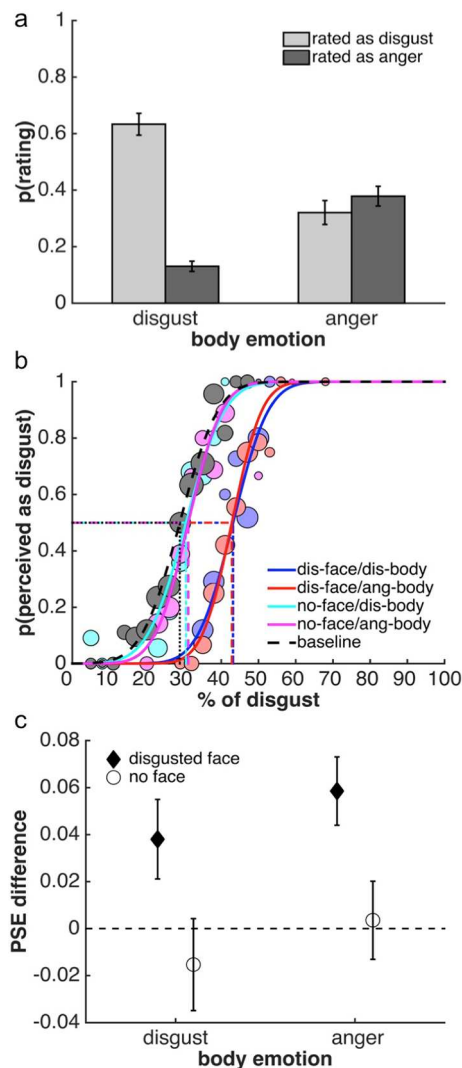 a
p(rating)
1
0.8
0.6
0.4
0.2
0
rated as disgust
rated as anger
disgust
anger
body emotion
b
p(perceived as disgust)
1
0.8
0.6
0.4
0.2
0
dis-face/dis-body
dis-face/ang-body
no-face/dis-body
no-face/ang-body
baseline
0 10 20 30 40 50 60 70 80 90 100
% of disgust
c
PSE difference
0.08
0.06
0.04
0.02
0
-0.02
-0.04
disgusted face
no face
disgust
anger
body emotion